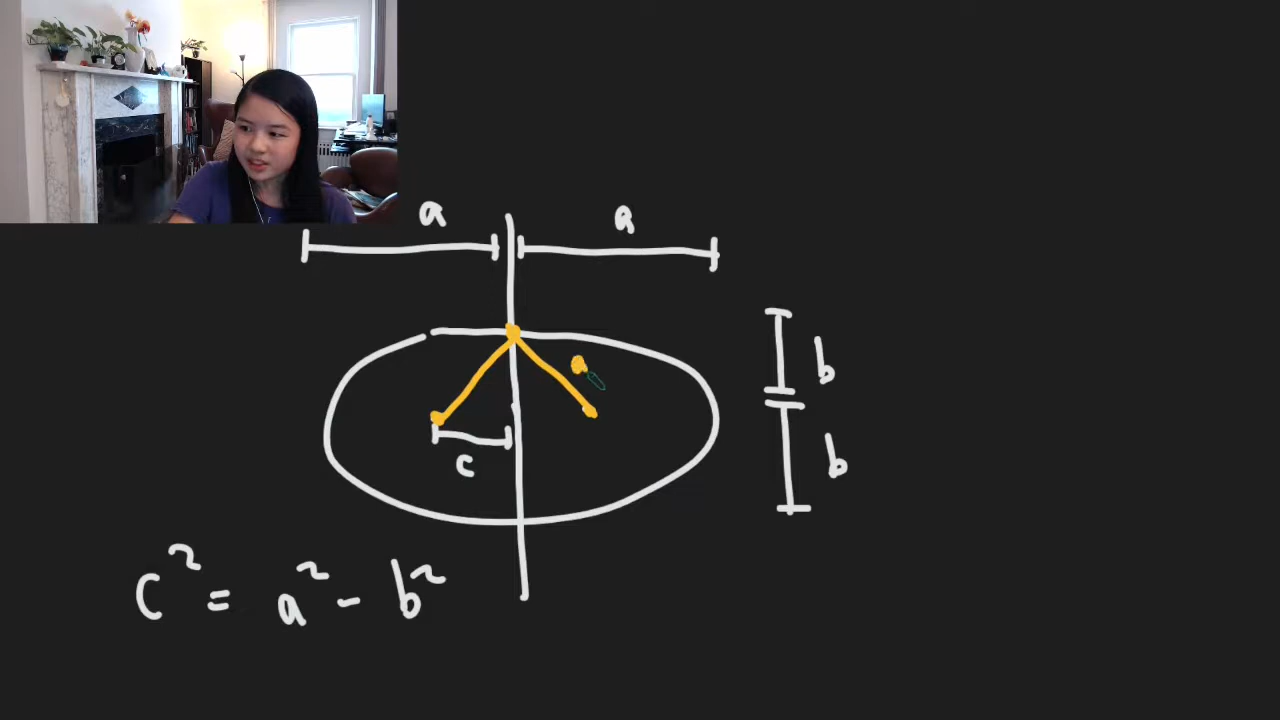 a a
b
c b
c² = a² - b²